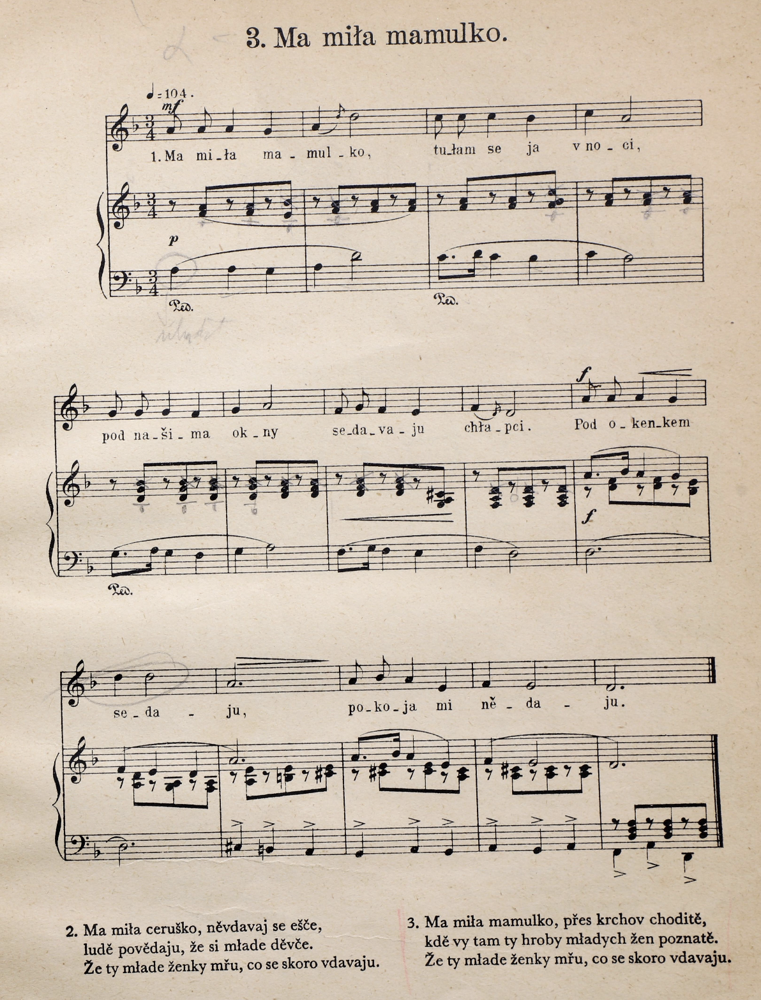 3. Ma miła mamulko.
♩=104.
mf
1. Ma mi-ła ma-mul-ko, tu-łam se ja v no-ci,
p
Ped. Ped.
f
pod na-ši-ma ok-ny se-da-va-ju chła-pci. Pod o-ken-kem
f
Ped.
se-da-ju, po-ko-ja mi ně-da-ju.
2. Ma miła ceruško, něvdavaj se ešče,
ludě povědaju, že si młade děvče.
Že ty młade ženky mřu, co se skoro vdavaju.
3. Ma miła mamulko, přes krchov choditě,
kdě vy tam ty hroby mładych žen poznatě.
Že ty młade ženky mřu, co se skoro vdavaju.